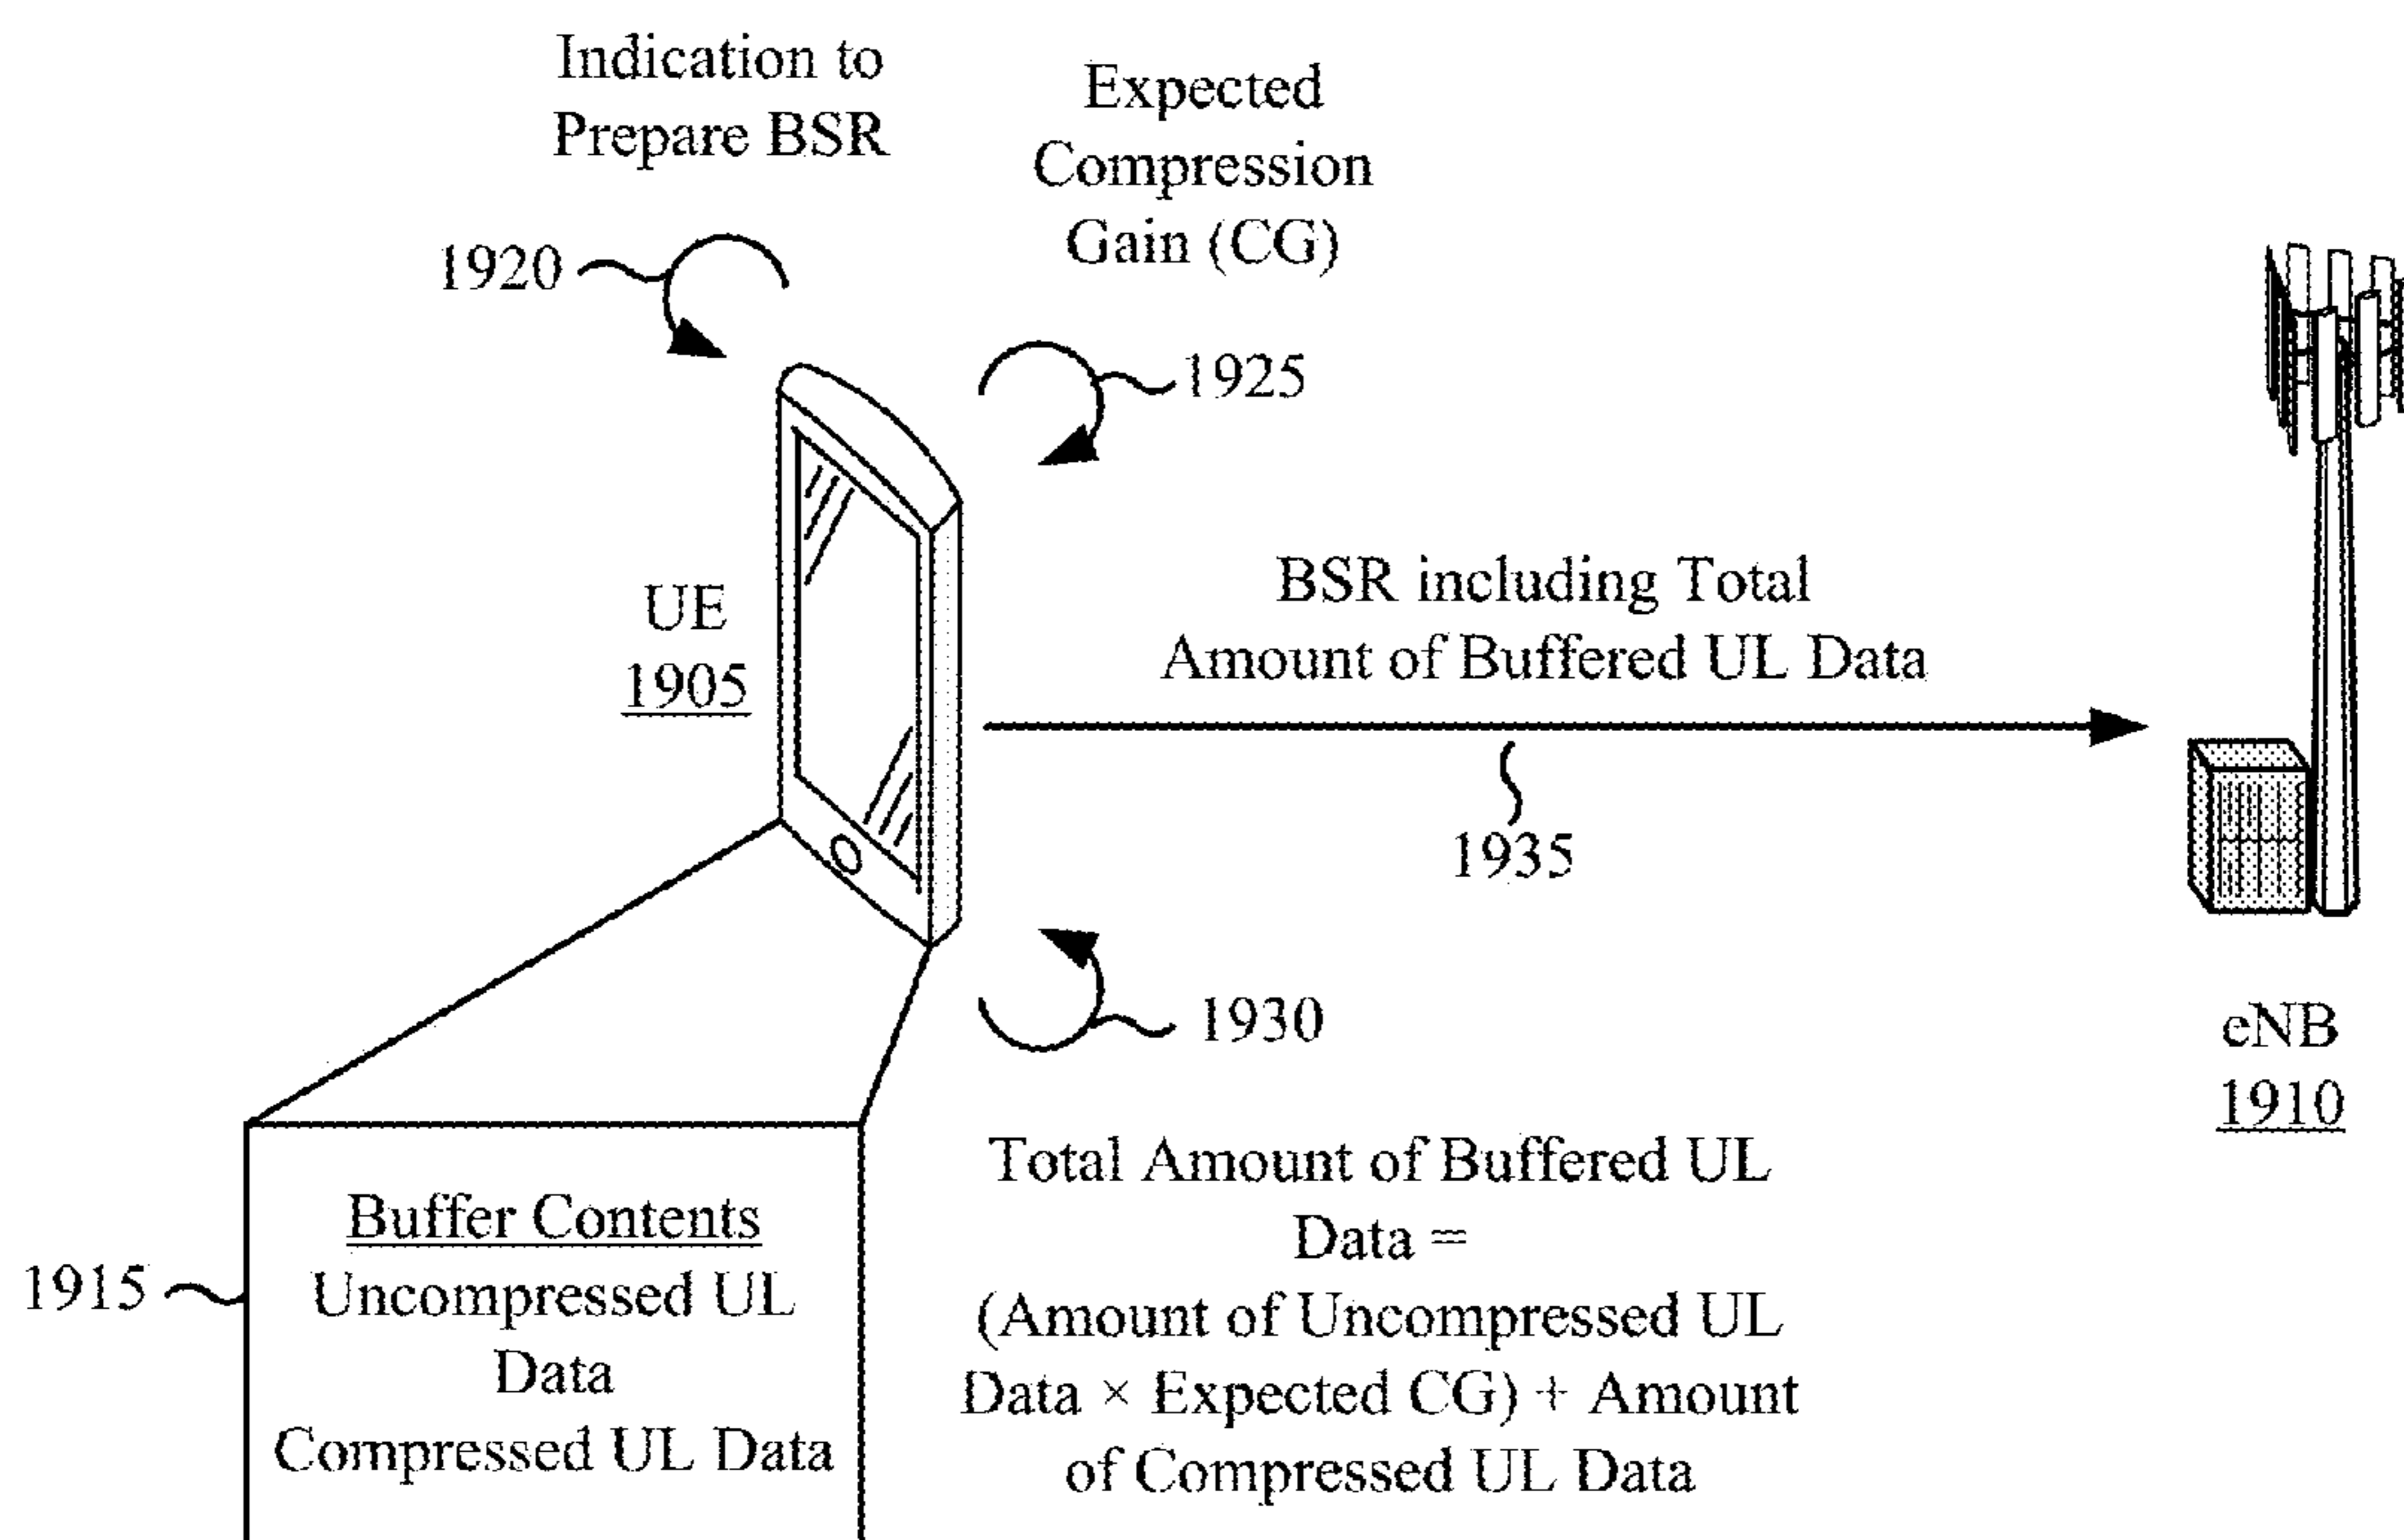 Indication to
Prepare BSR
Expected
Compression
Gain (CG)
1920
1925
UE
1905
BSR including Total
Amount of Buffered UL Data
1935
1930
eNB
1910
1915
Buffer Contents
Uncompressed UL
Data
Compressed UL Data
Total Amount of Buffered UL
Data =
(Amount of Uncompressed UL
Data × Expected CG) + Amount
of Compressed UL Data